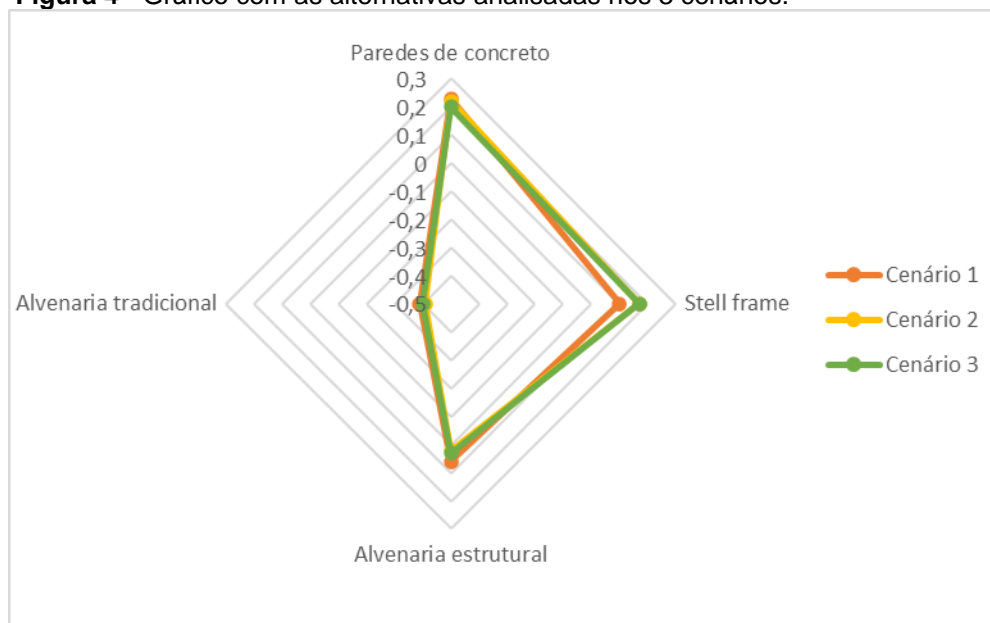 Figura 4 - Gráfico com as alternativas analisadas nos 3 cenários.
Paredes de concreto
0,3
0,2
0,1
0
-0,1
-0,2
-0,3
-0,4
-0,5
Alvenaria tradicional
Stell frame
Alvenaria estrutural
Cenário 1
Cenário 2
Cenário 3